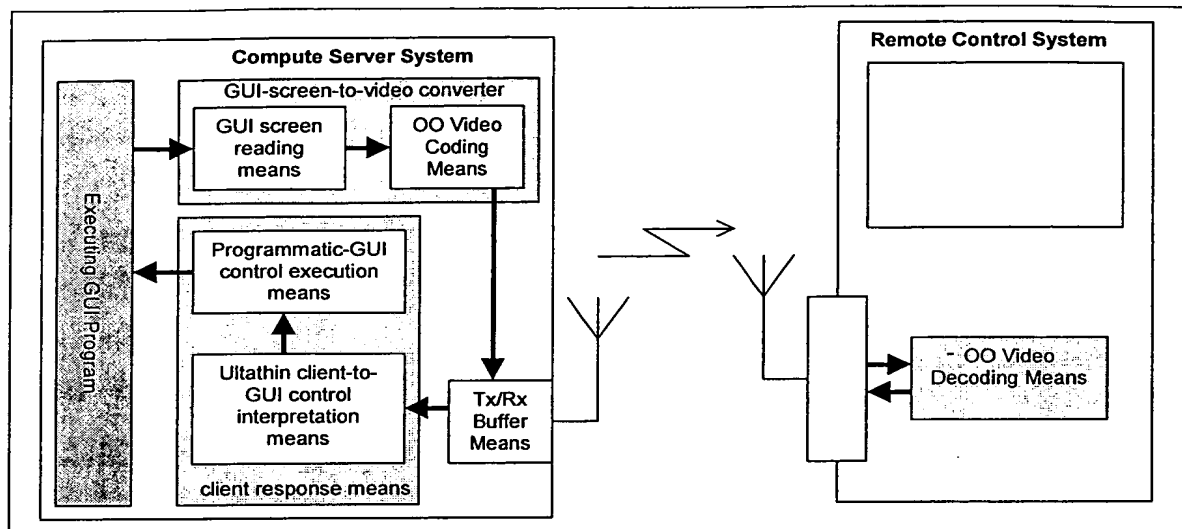 Compute Server System
Remote Control System
GUI-screen-to-video converter
GUI screen
reading
means
OO Video
Coding
Means
Executing GUI Program
Programmatic-GUI
control execution
means
Ultathin client-to-
GUI control
interpretation
means
client response means
Tx/Rx
Buffer
Means
- OO Video
Decoding Means